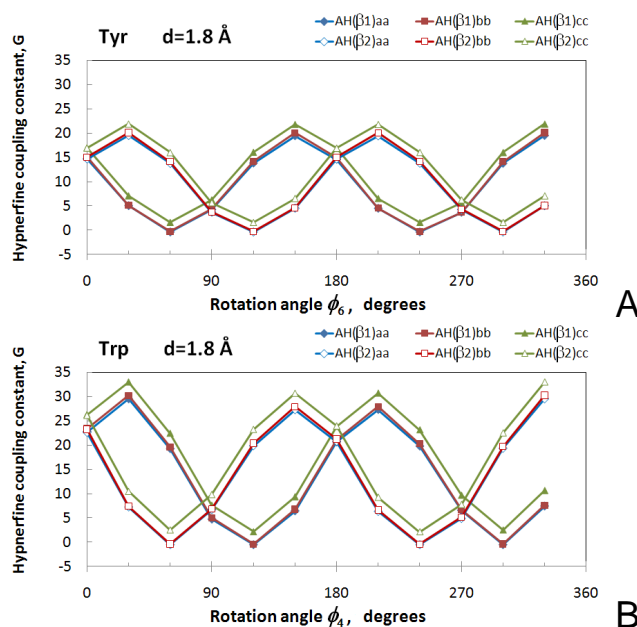 Tyr d=1.8 Å
AH(β1)aa AH(β1)bb AH(β1)cc
AH(β2)aa AH(β2)bb AH(β2)cc
Hypnerfine coupling constant, G
35
30
25
20
15
10
5
0
-5
0 90 180 270 360
Rotation angle ϕ6, degrees
A
Trp d=1.8 Å
AH(β1)aa AH(β1)bb AH(β1)cc
AH(β2)aa AH(β2)bb AH(β2)cc
Hypnerfine coupling constant, G
35
30
25
20
15
10
5
0
-5
0 90 180 270 360
Rotation angle ϕ4, degrees
B